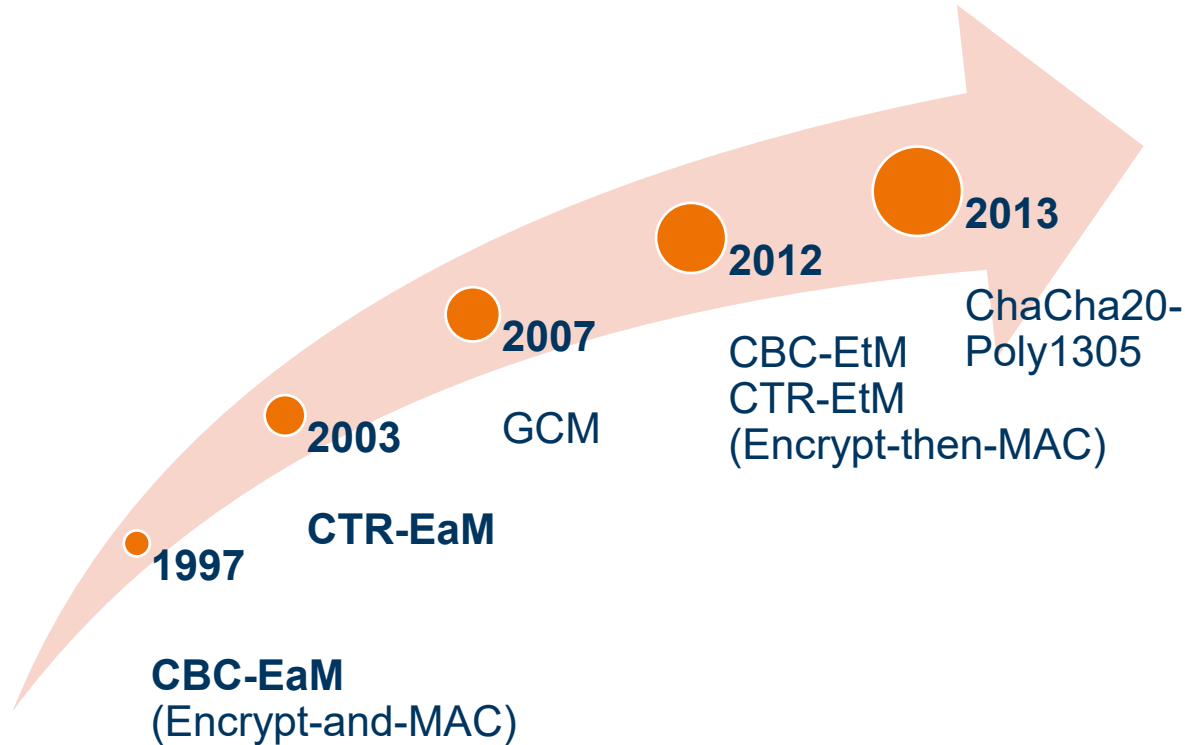 1997
CBC-EaM
(Encrypt-and-MAC)
2003
CTR-EaM
2007
GCM
2012
CBC-EtM
CTR-EtM
(Encrypt-then-MAC)
2013
ChaCha20-
Poly1305